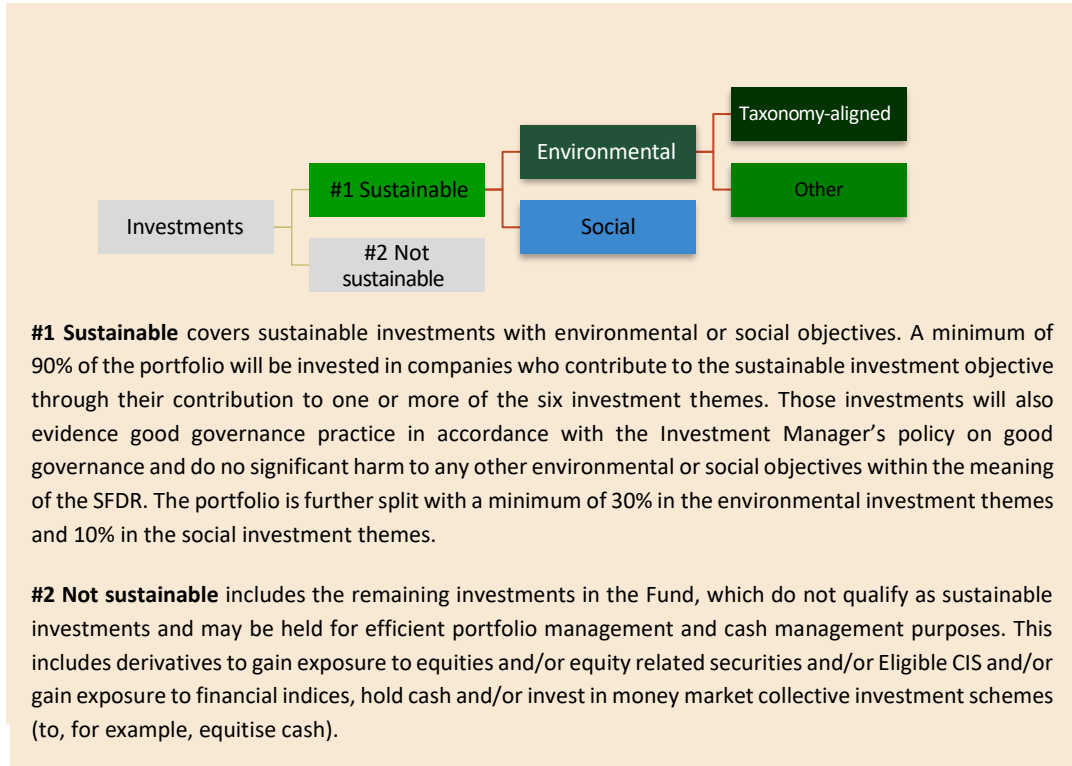 Taxonomy-aligned
Environmental
#1 Sustainable
Other
Investments
Social
#2 Not
sustainable
#1 Sustainable covers sustainable investments with environmental or social objectives. A minimum of
90% of the portfolio will be invested in companies who contribute to the sustainable investment objective
through their contribution to one or more of the six investment themes. Those investments will also
evidence good governance practice in accordance with the Investment Manager’s policy on good
governance and do no significant harm to any other environmental or social objectives within the meaning
of the SFDR. The portfolio is further split with a minimum of 30% in the environmental investment themes
and 10% in the social investment themes.
#2 Not sustainable includes the remaining investments in the Fund, which do not qualify as sustainable
investments and may be held for efficient portfolio management and cash management purposes. This
includes derivatives to gain exposure to equities and/or equity related securities and/or Eligible CIS and/or
gain exposure to financial indices, hold cash and/or invest in money market collective investment schemes
(to, for example, equitise cash).